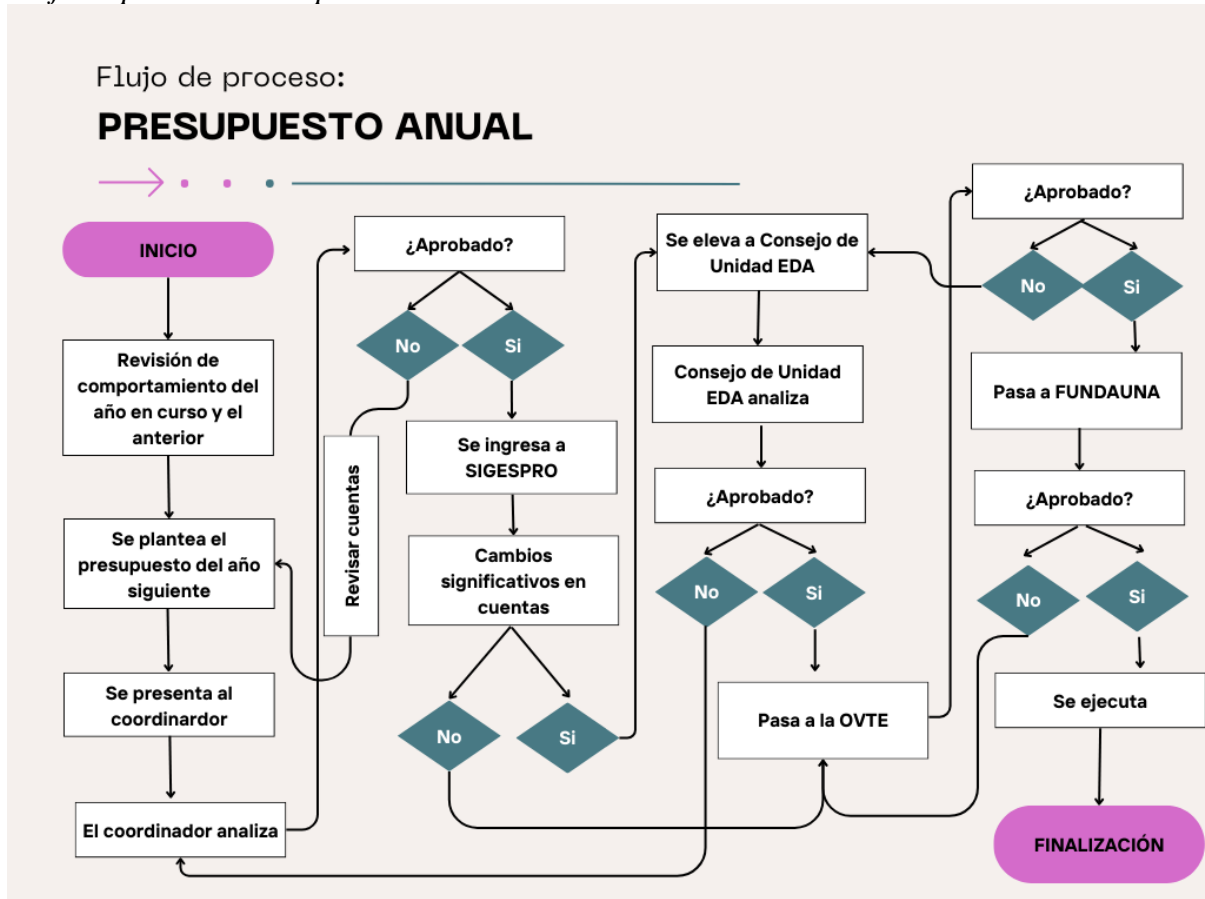 Flujo de proceso:
PRESUPUESTO ANUAL
INICIO
Revisión de
comportamiento del
año en curso y el
anterior
Se plantea el
presupuesto del año
siguiente
Se presenta al
coordinardor
El coordinador analiza
¿Aprobado?
No
Si
Revisar cuentas
Se ingresa a
SIGESPRO
Cambios
significativos en
cuentas
No
Si
Se eleva a Consejo de
Unidad EDA
Consejo de Unidad
EDA analiza
¿Aprobado?
No
Si
Pasa a la OVTE
¿Aprobado?
No
Si
Pasa a FUNDAUNA
¿Aprobado?
No
Si
Se ejecuta
FINALIZACIÓN